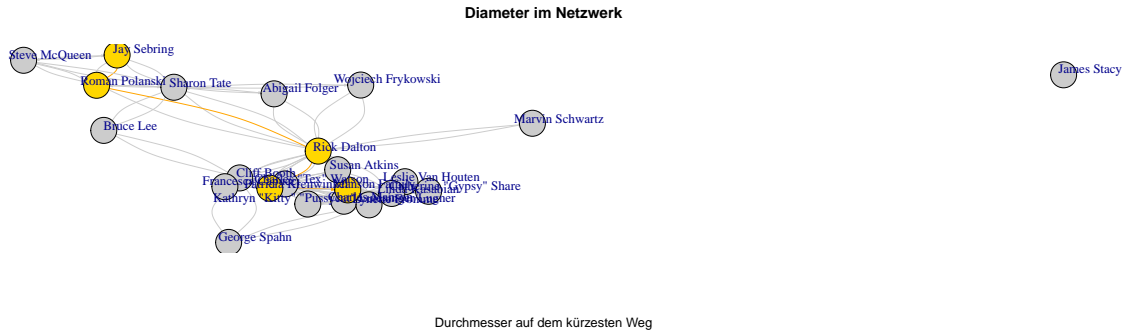 Diameter im Netzwerk
Jay Sebring
Steve McQueen
James Stacy
Wojciech Frykowski
Roman Polanski
Sharon Tate
Abigail Folger
Marvin Schwartz
Bruce Lee
Rick Dalton
Susan Atkins
Cliff Booth
Leslie Van Houten
"Tex" Watson
"Gypsy" Share
Kathryn "Kitty"
George Spahn
Durchmesser auf dem kürzesten Weg